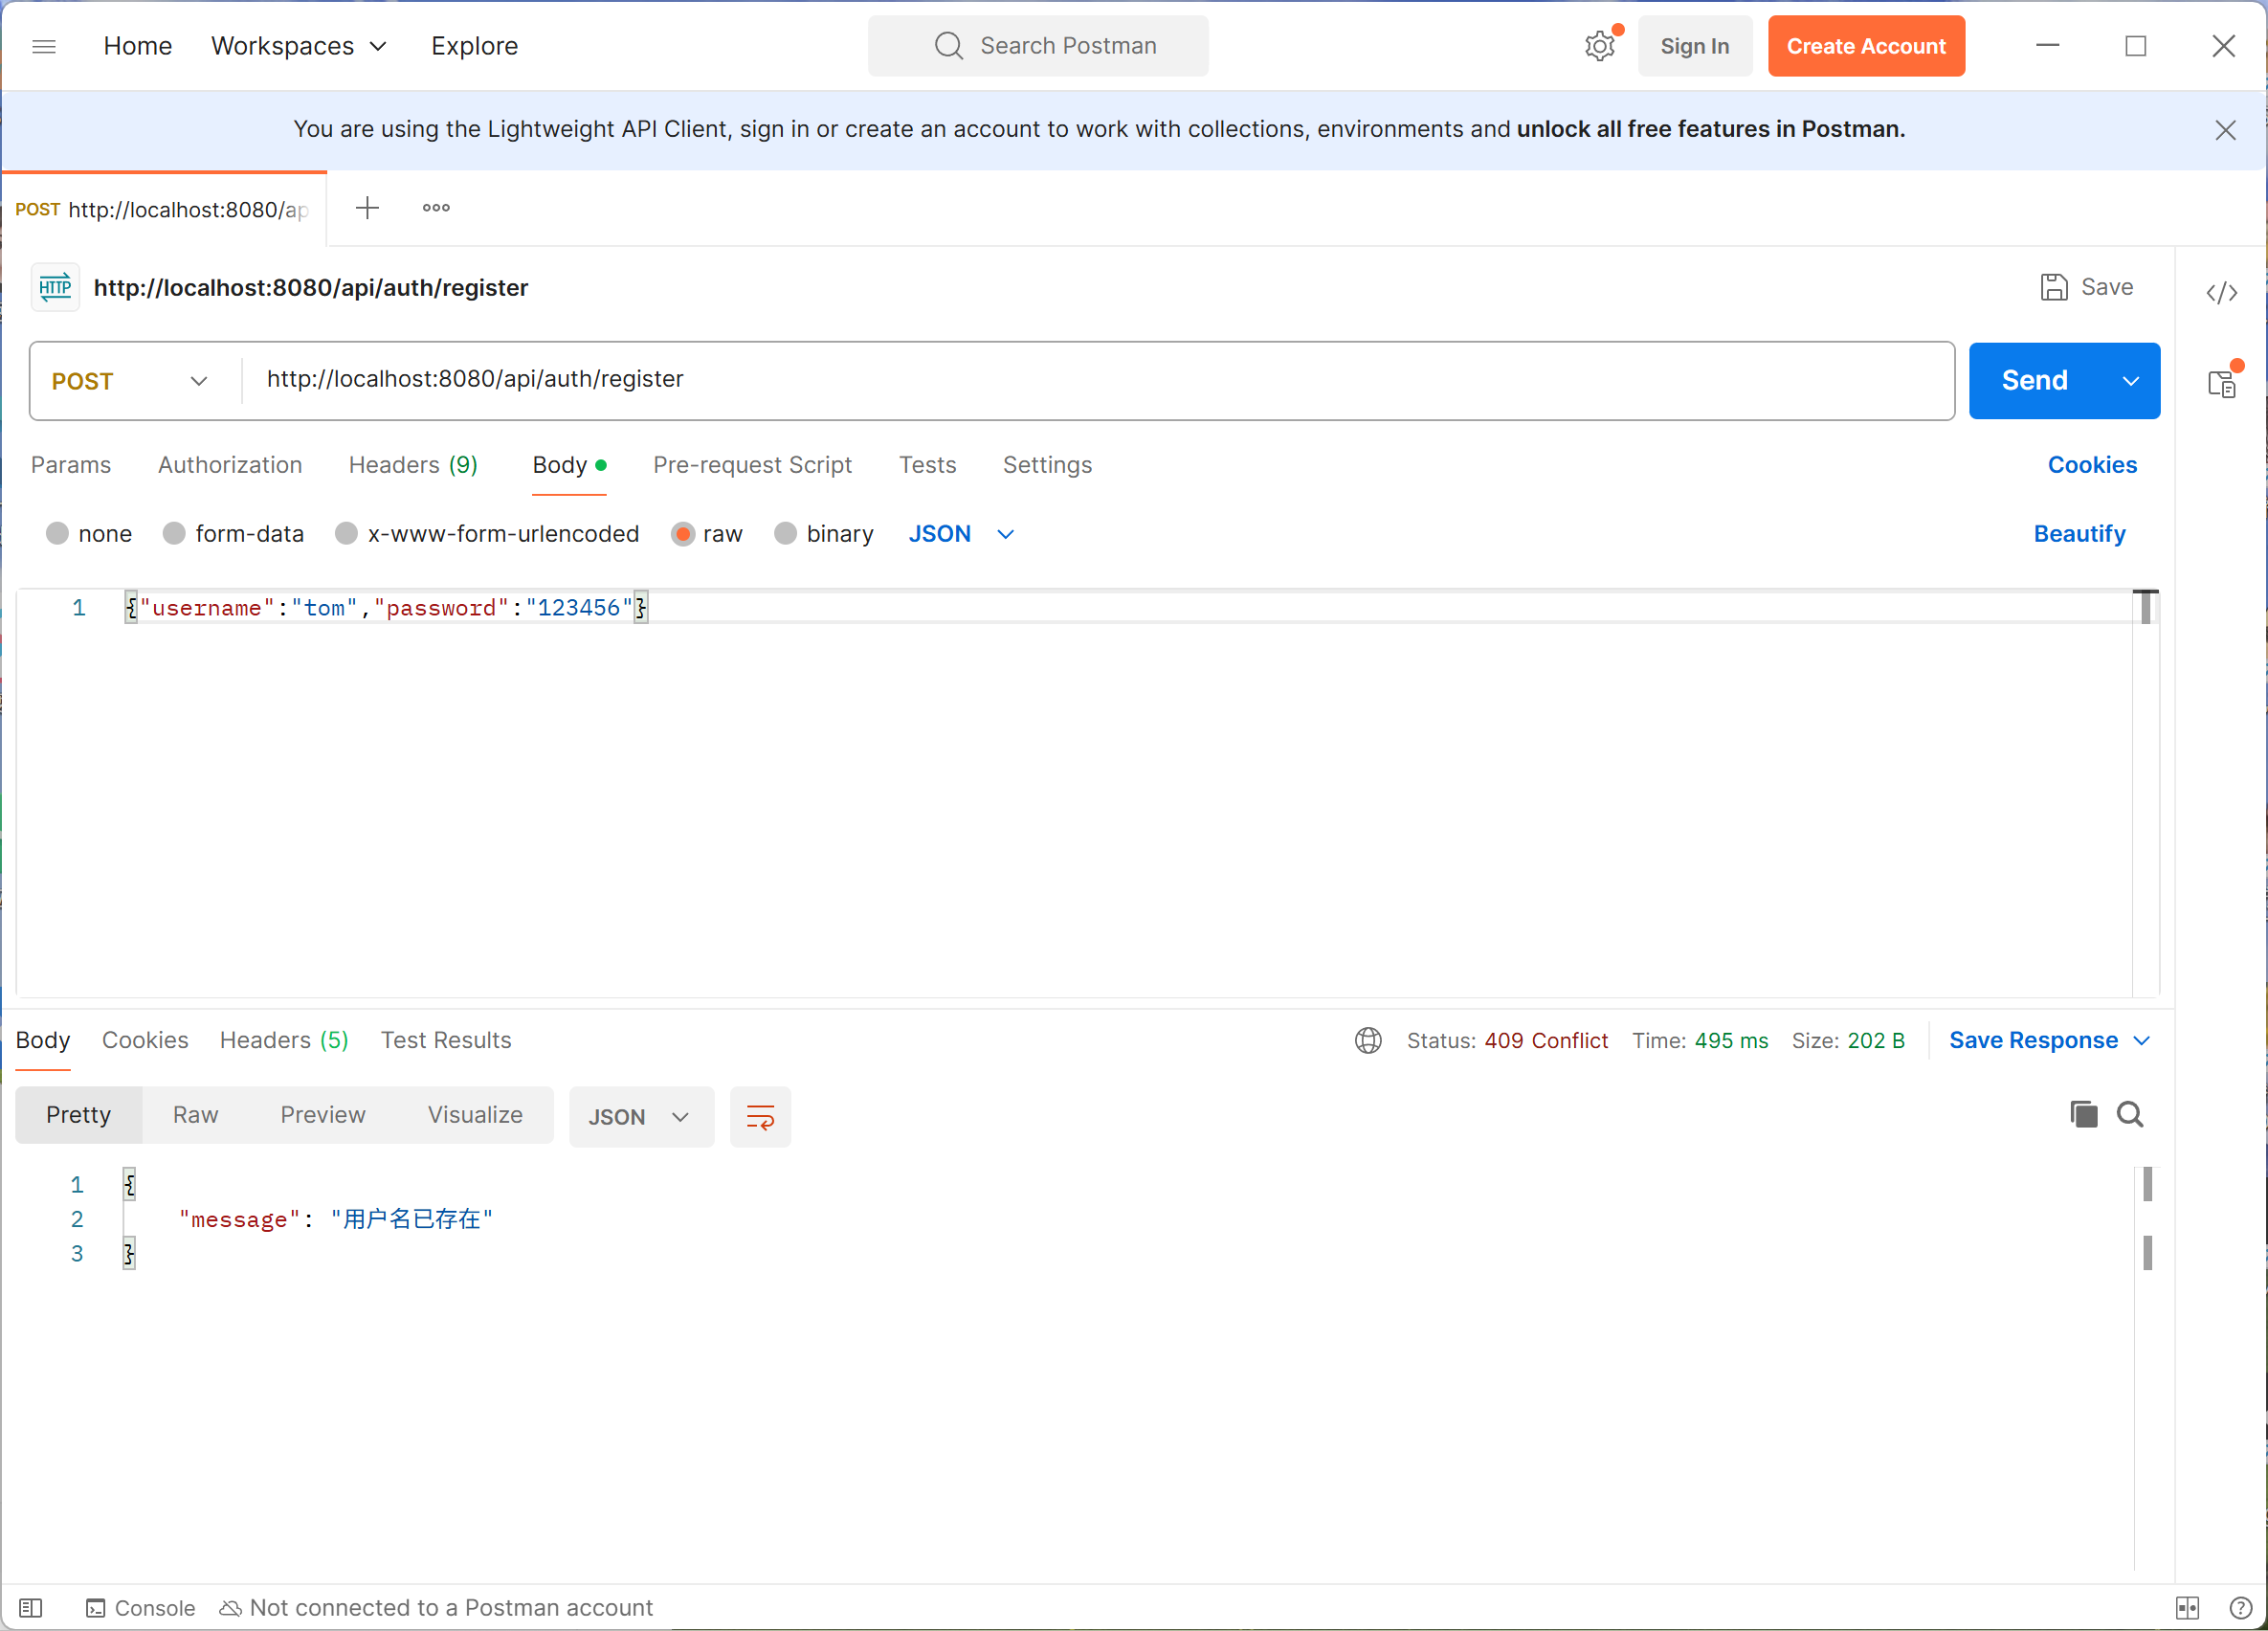 Home Workspaces Explore Search Postman Sign In Create Account
You are using the Lightweight API Client, sign in or create an account to work with collections, environments and unlock all free features in Postman.
POST http://localhost:8080/ap
HTTP http://localhost:8080/api/auth/register Save
POST http://localhost:8080/api/auth/register Send
Params Authorization Headers (9) Body Pre-request Script Tests Settings Cookies
none form-data x-www-form-urlencoded raw binary JSON Beautify
1 {"username":"tom","password":"123456"}
Body Cookies Headers (5) Test Results Status: 409 Conflict Time: 495 ms Size: 202 B Save Response
Pretty Raw Preview Visualize JSON
1 {
2 "message": "用户名已存在"
3 }
Console Not connected to a Postman account